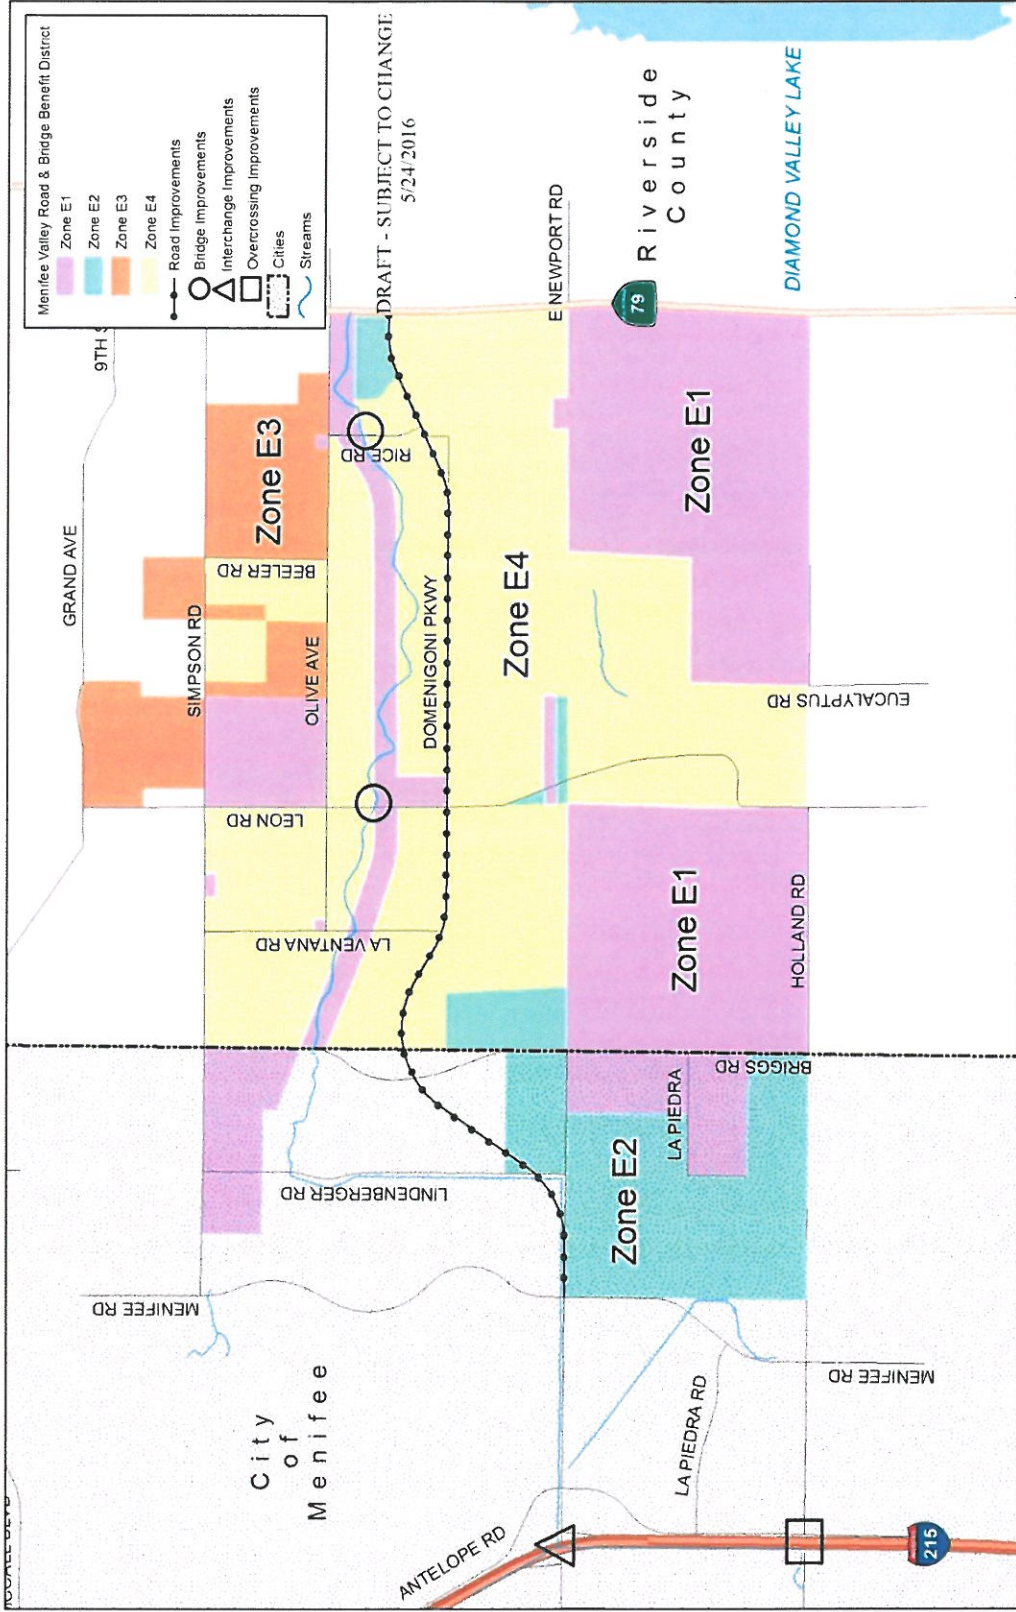 Menifee Valley Road & Bridge Benefit District
Zone E1
Zone E2
Zone E3
Zone E4
Road Improvements
Bridge Improvements
Interchange Improvements
Overcrossing Improvements
Cities
Streams
DRAFT - SUBJECT TO CHANGE
5/24/2016
9TH S
GRAND AVE
SIMPSON RD
OLIVE AVE
BEELER RD
Zone E3
RICE RD
LEON RD
LA VENTANA RD
DOMENIGONI PKWY
Zone E4
E NEWPORT RD
79
Riverside
County
DIAMOND VALLEY LAKE
Zone E1
EUCALYPTUS RD
Zone E1
HOLLAND RD
BRIGGS RD
LA PIEDRA
Zone E2
LINDENBERGER RD
MENIFEE RD
City
of
Menifee
MENIFEE RD
LA PIEDRA RD
ANTELOPE RD
215